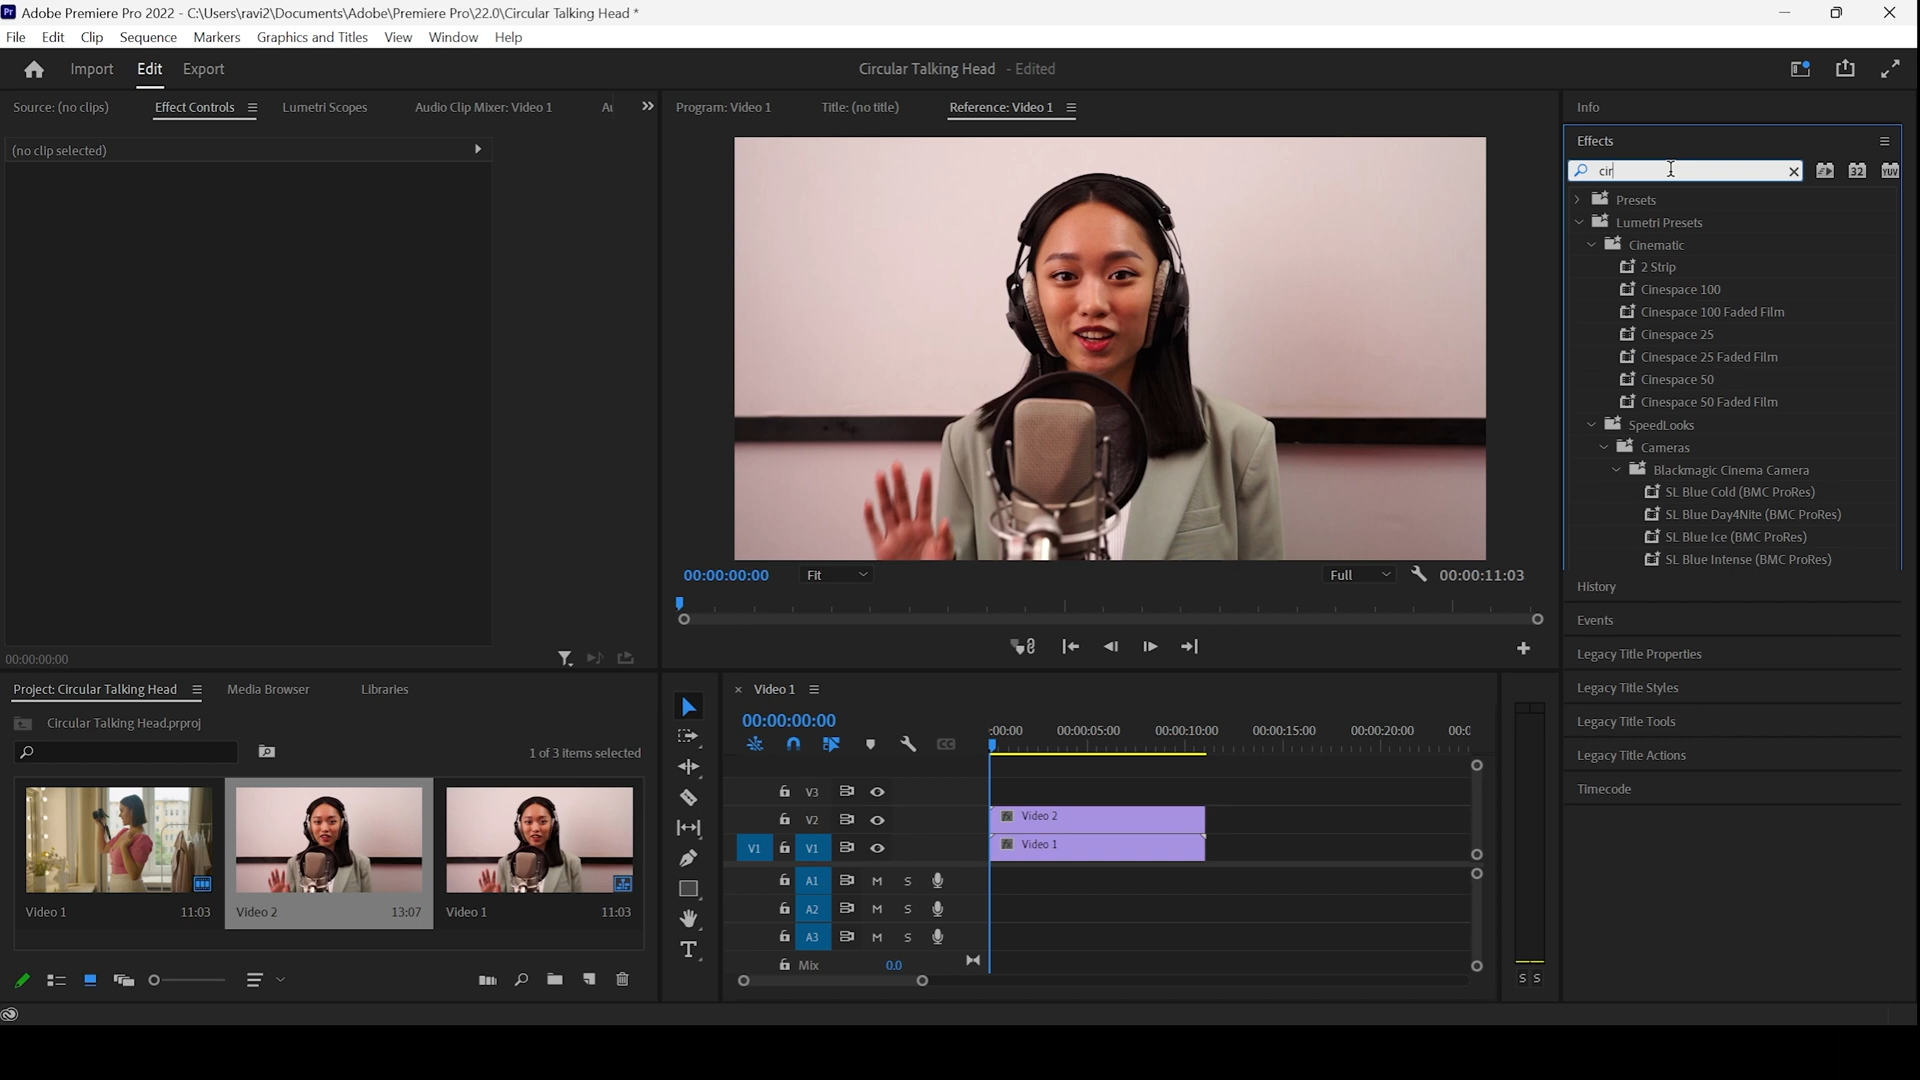 Pr Adobe Premiere Pro 2022 - C:\Users\ravi2\Documents\Adobe\Premiere Pro\22.0\Circular Talking Head *
File Edit Clip Sequence Markers Graphics and Titles View Window Help
Import Edit Export
Circular Talking Head - Edited
Source: (no clips) Effect Controls Lumetri Scopes Audio Clip Mixer: Video 1 Au
(no clip selected)
00:00:00:00
Program: Video 1 Title: (no title) Reference: Video 1
00:00:00:00 Fit Full 00:00:11:03
Info
Effects
cir 32 YUV
Presets
Lumetri Presets
Cinematic
2 Strip
Cinespace 100
Cinespace 100 Faded Film
Cinespace 25
Cinespace 25 Faded Film
Cinespace 50
Cinespace 50 Faded Film
SpeedLooks
Cameras
Blackmagic Cinema Camera
SL Blue Cold (BMC ProRes)
SL Blue Day4Nite (BMC ProRes)
SL Blue Ice (BMC ProRes)
SL Blue Intense (BMC ProRes)
History
Events
Legacy Title Properties
Legacy Title Styles
Legacy Title Tools
Legacy Title Actions
Timecode
Project: Circular Talking Head Media Browser Libraries
Circular Talking Head.prproj
1 of 3 items selected
Video 1 11:03
Video 2 13:07
Video 1 11:03
× Video 1
00:00:00:00
:00:00 00:00:05:00 00:00:10:00 00:00:15:00 00:00:20:00 00:0
V3
V2 Video 2
V1 V1 Video 1
A1 M S
A2 M S
A3 M S
Mix 0.0
T
CC
S S